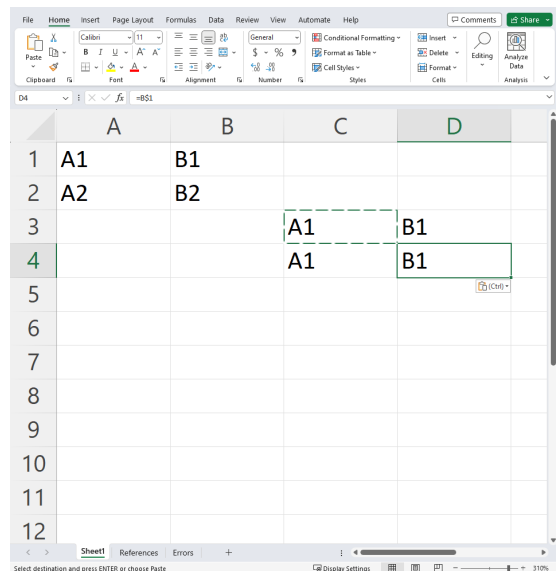 File Home Insert Page Layout Formulas Data Review View Automate Help Comments Share
Paste Calibri 11 A^ A˅ General Conditional Formatting Insert Editing Analyze Data
B I U $ % 9 Format as Table Delete
A Cell Styles Format
Clipboard Font Alignment Number Styles Cells Analysis
D4 fx =B$1
A B C D
1 A1 B1
2 A2 B2
3 A1 B1
4 A1 B1
5 (Ctrl)
6
7
8
9
10
11
12
Sheet1 References Errors +
Select destination and press ENTER or choose Paste Display Settings 310%